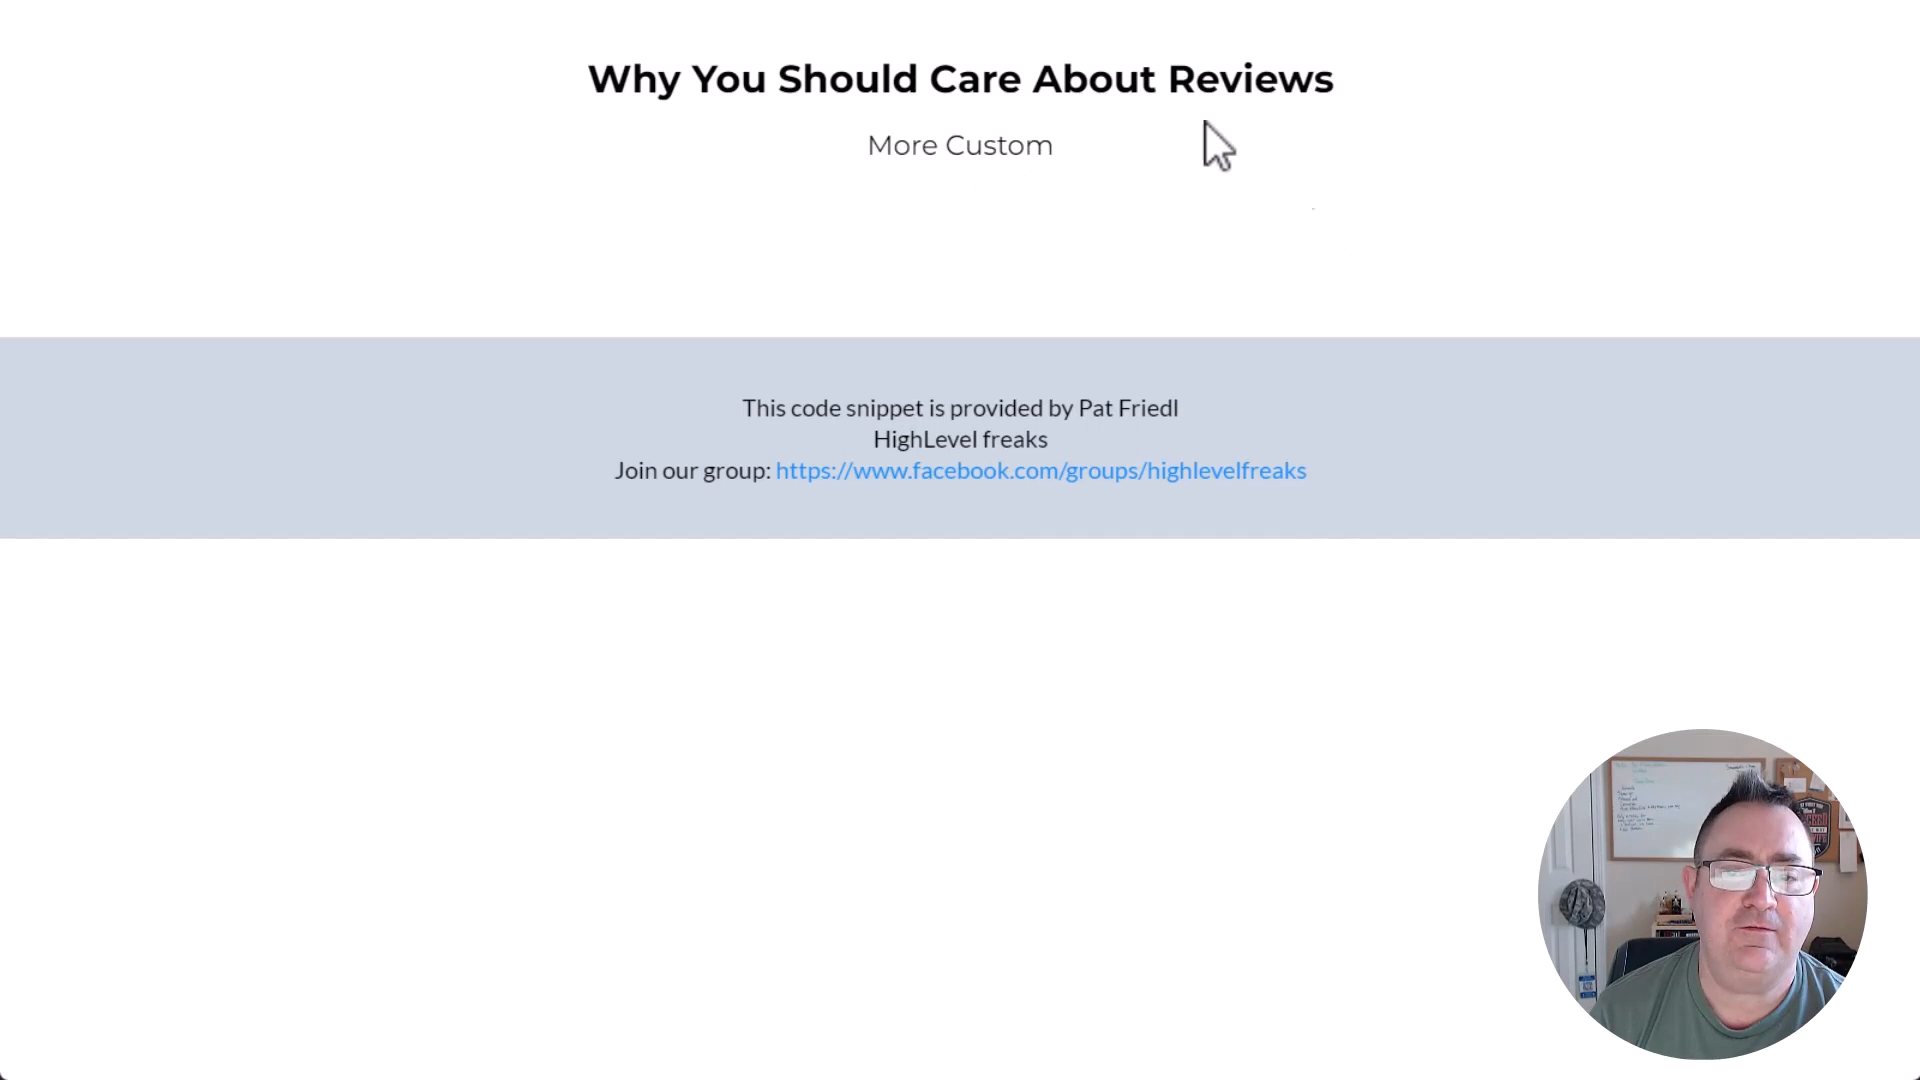 Why You Should Care About Reviews
More Custom
This code snippet is provided by Pat Friedl
HighLevel freaks
Join our group: https://www.facebook.com/groups/highlevelfreaks